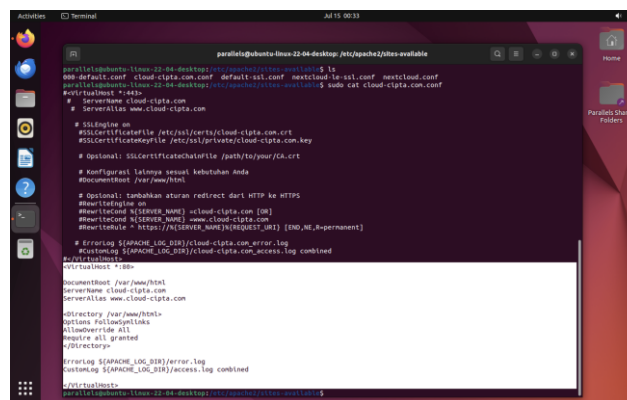 Activities
Terminal
Jul 15 00:33
parallels@ubuntu-linux-22-04-desktop: /etc/apache2/sites-available
parallels@ubuntu-linux-22-04-desktop:/etc/apache2/sites-available$ ls
000-default.conf cloud-cipta.com.conf default-ssl.conf nextcloud-le-ssl.conf nextcloud.conf
parallels@ubuntu-linux-22-04-desktop:/etc/apache2/sites-available$ sudo cat cloud-cipta.com.conf
#<VirtualHost *:443>
# ServerName cloud-cipta.com
# ServerAlias www.cloud-cipta.com
# SSLEngine on
#SSLCertificateFile /etc/ssl/certs/cloud-cipta.com.crt
#SSLCertificateKeyFile /etc/ssl/private/cloud-cipta.com.key
# Opsional: SSLCertificateChainFile /path/to/your/CA.crt
# Konfigurasi lainnya sesuai kebutuhan Anda
#DocumentRoot /var/www/html
# Opsional: tambahkan aturan redirect dari HTTP ke HTTPS
#RewriteEngine on
#RewriteCond %{SERVER_NAME} =cloud-cipta.com [OR]
#RewriteCond %{SERVER_NAME} =www.cloud-cipta.com
#RewriteRule ^ https://%{SERVER_NAME}%{REQUEST_URI} [END,NE,R=permanent]
# ErrorLog ${APACHE_LOG_DIR}/cloud-cipta.com_error.log
#CustomLog ${APACHE_LOG_DIR}/cloud-cipta.com_access.log combined
#</VirtualHost>
<VirtualHost *:80>
DocumentRoot /var/www/html
ServerName cloud-cipta.com
ServerAlias www.cloud-cipta.com
<Directory /var/www/html>
Options FollowSymlinks
AllowOverride All
Require all granted
</Directory>
ErrorLog ${APACHE_LOG_DIR}/error.log
CustomLog ${APACHE_LOG_DIR}/access.log combined
</VirtualHost>
parallels@ubuntu-linux-22-04-desktop:/etc/apache2/sites-available$
Home
Parallels Shared
Folders